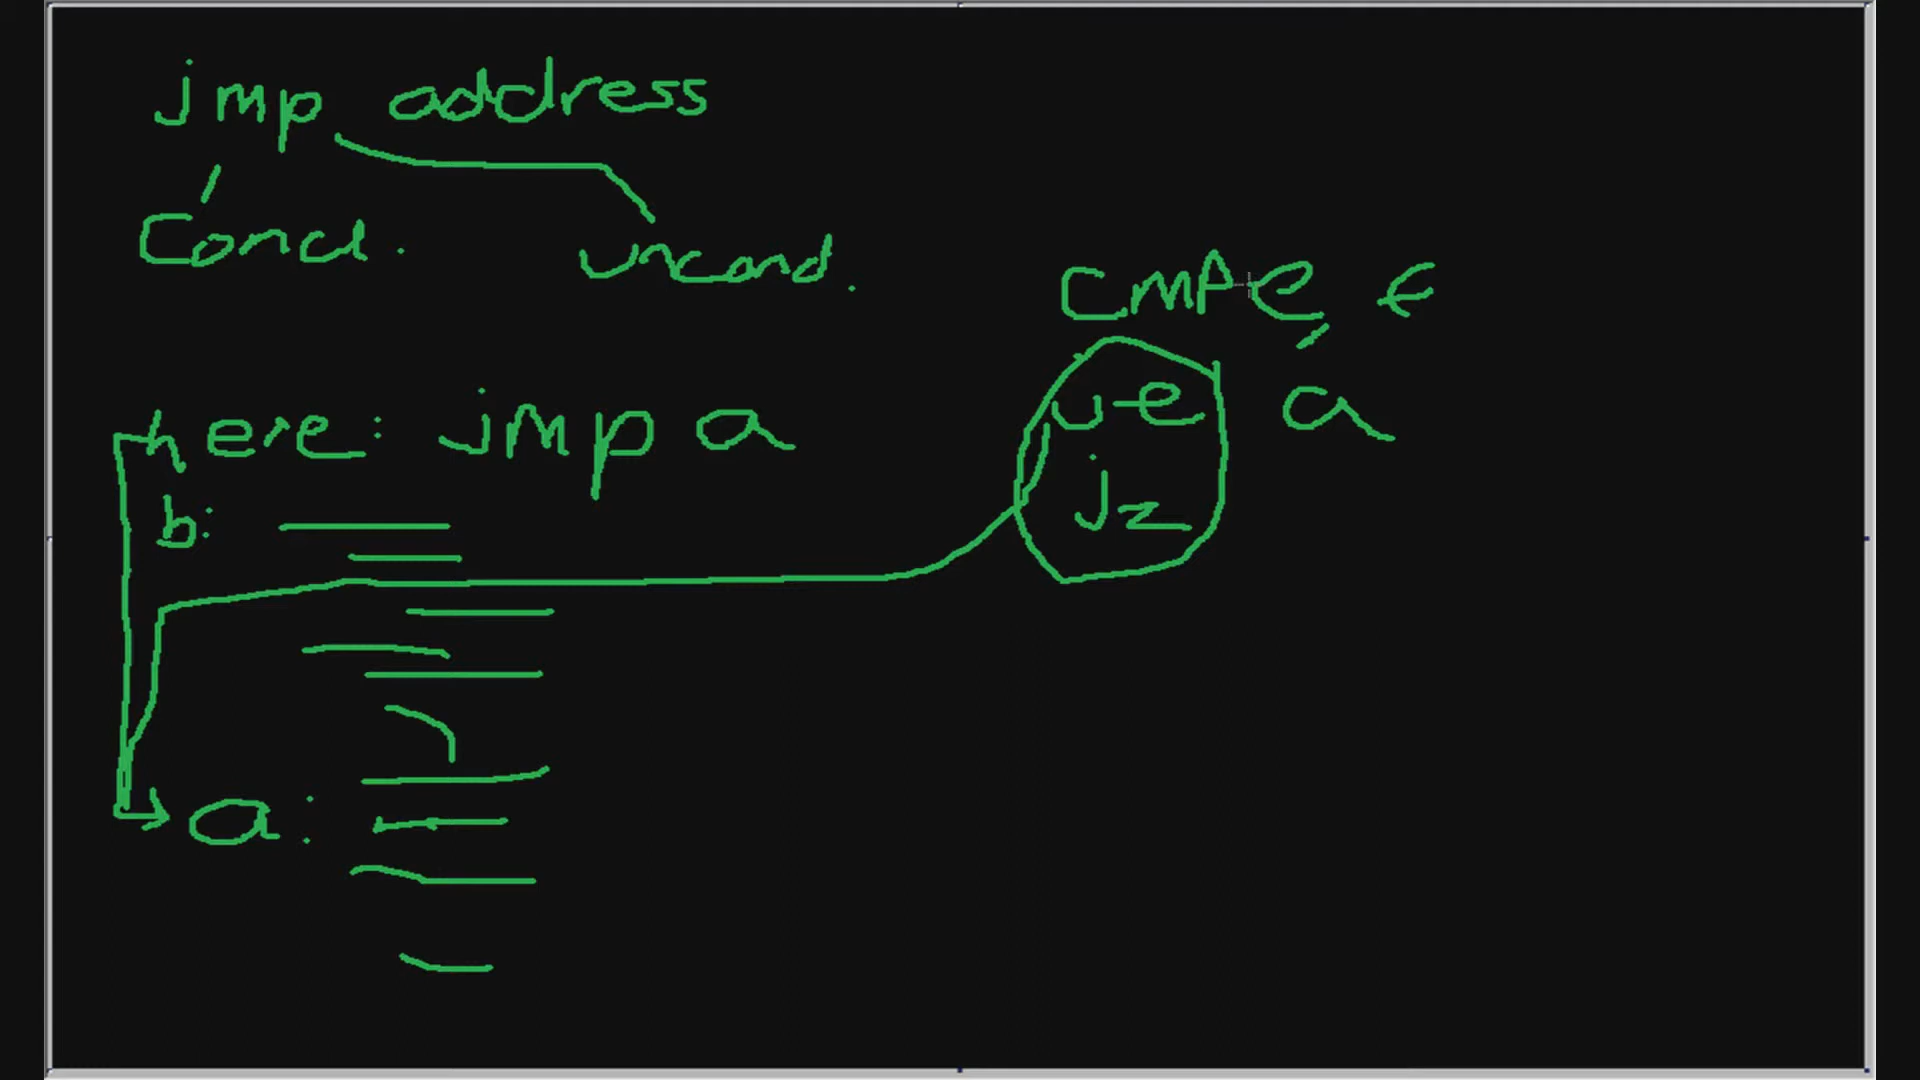 jmp address
Cond. uncond.
CMP e, e
here: jmp a
je a
b:
jz
a: